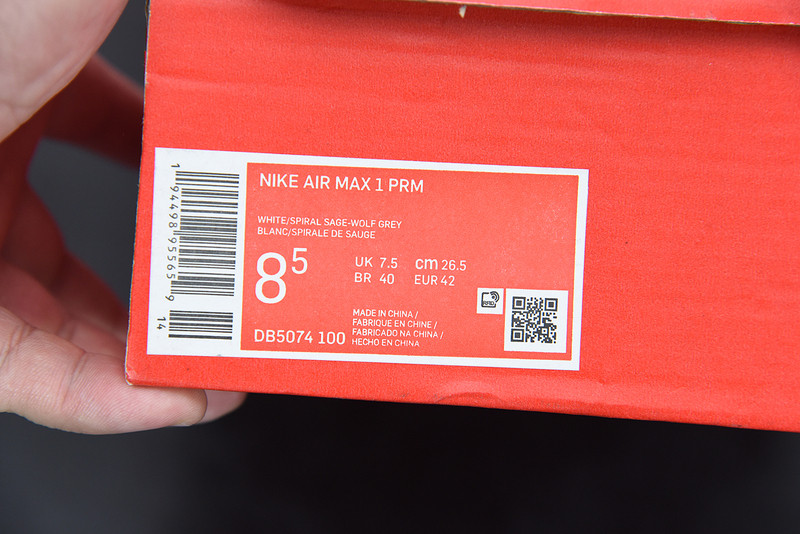 NIKE AIR MAX 1 PRM
WHITE/SPIRAL SAGE-WOLF GREY
BLANC/SPIRALE DE SAUGE
85
UK 7.5 cm 26.5
BR 40 EUR 42
DB5074 100
MADE IN CHINA /
FABRIQUE EN CHINE /
FABRICADO NA CHINA /
HECHO EN CHINA
RFID
1 94498 95565 9
14